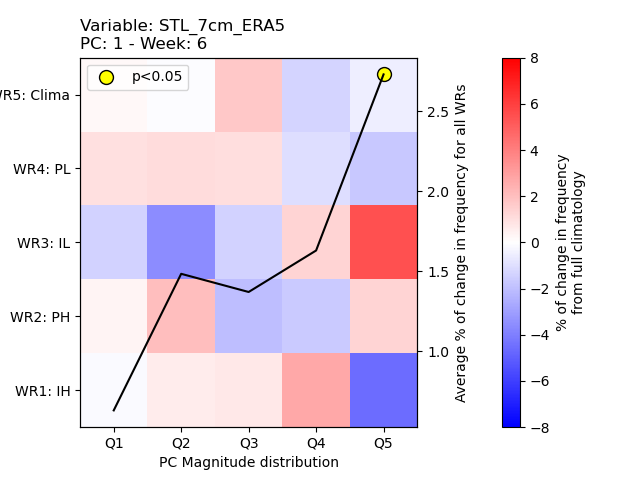 Variable: STL_7cm_ERA5
PC: 1 - Week: 6
p<0.05
WR5: Clima
WR4: PL
WR3: IL
WR2: PH
WR1: IH
Q1 Q2 Q3 Q4 Q5
PC Magnitude distribution
2.5
2.0
1.5
1.0
Average % of change in frequency for all WRs
8
6
4
2
0
−2
−4
−6
−8
% of change in frequency
from full climatology